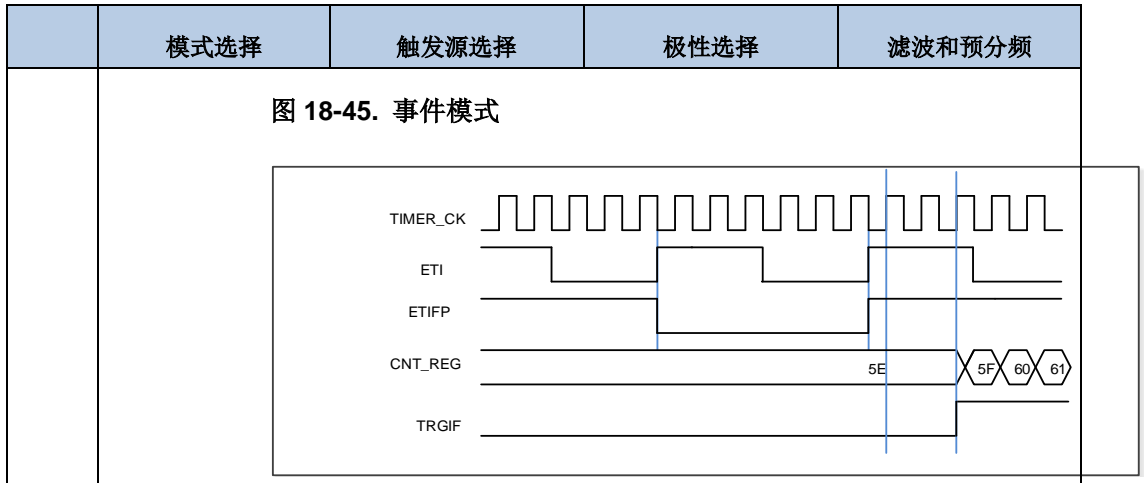 模式选择 触发源选择 极性选择 滤波和预分频
图 18-45. 事件模式
TIMER_CK
ETI
ETIFP
CNT_REG 5E 5F 60 61
TRGIF